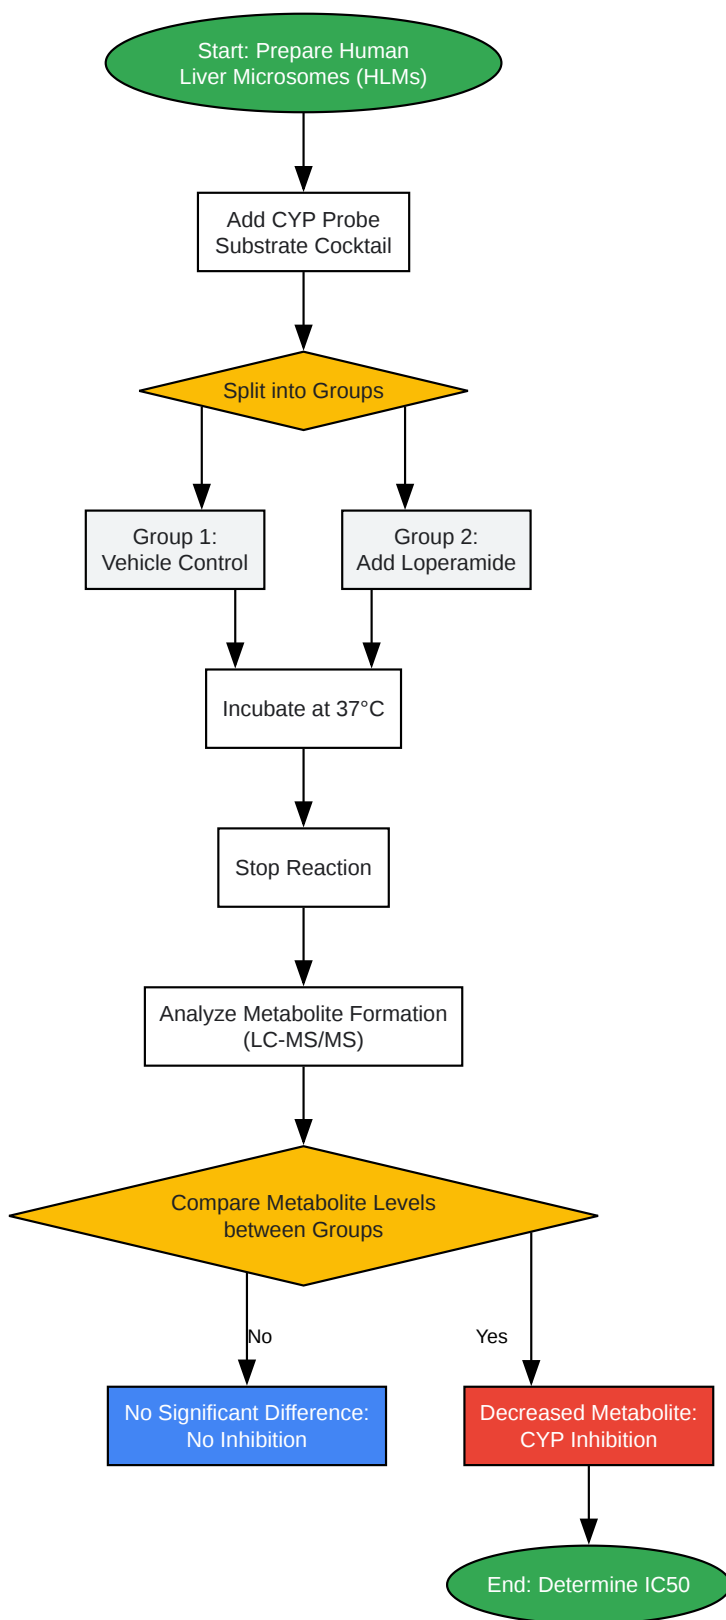 Start: Prepare Human
Liver Microsomes (HLMs)
Add CYP Probe
Substrate Cocktail
Split into Groups
Group 1:
Vehicle Control
Group 2:
Add Loperamide
Incubate at 37°C
Stop Reaction
Analyze Metabolite Formation
(LC-MS/MS)
Compare Metabolite Levels
between Groups
No
Yes
No Significant Difference:
No Inhibition
Decreased Metabolite:
CYP Inhibition
End: Determine IC50